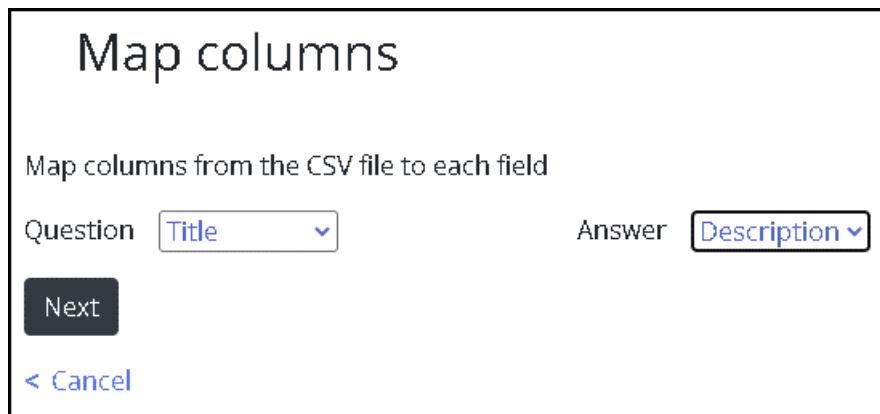 Map columns
Map columns from the CSV file to each field
Question Title Answer Description
Next
< Cancel